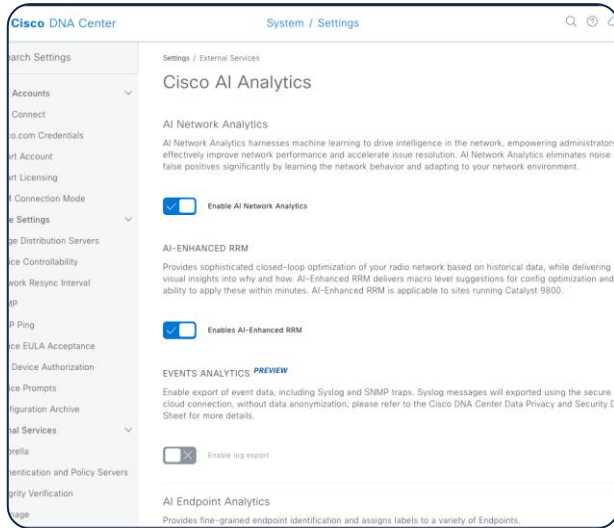 Cisco DNA Center
System / Settings
arch Settings
Accounts
Connect
co.com Credentials
rt Account
rt Licensing
Connection Mode
e Settings
ge Distribution Servers
ice Controllability
work Resync Interval
MP
P Ping
ice EULA Acceptance
Device Authorization
ice Prompts
figuration Archive
nal Services
rella
hentication and Policy Servers
grity Verification
nage
Settings / External Services
Cisco AI Analytics
AI Network Analytics
AI Network Analytics harnesses machine learning to drive intelligence in the network, empowering administrators
effectively improve network performance and accelerate issue resolution. AI Network Analytics eliminates noise
false positives significantly by learning the network behavior and adapting to your network environment.
Enable AI Network Analytics
AI-ENHANCED RRM
Provides sophisticated closed-loop optimization of your radio network based on historical data, while delivering
visual insights into why and how. AI-Enhanced RRM delivers macro level suggestions for config optimization and
ability to apply these within minutes. AI-Enhanced RRM is applicable to sites running Catalyst 9800.
Enables AI-Enhanced RRM
EVENTS ANALYTICS PREVIEW
Enable export of event data, including Syslog and SNMP traps. Syslog messages will exported using the secure
cloud connection, without data anonymization; please refer to the Cisco DNA Center Data Privacy and Security D
Sheet for more details.
Enable log export
AI Endpoint Analytics
Provides fine-grained endpoint identification and assigns labels to a variety of Endpoints.